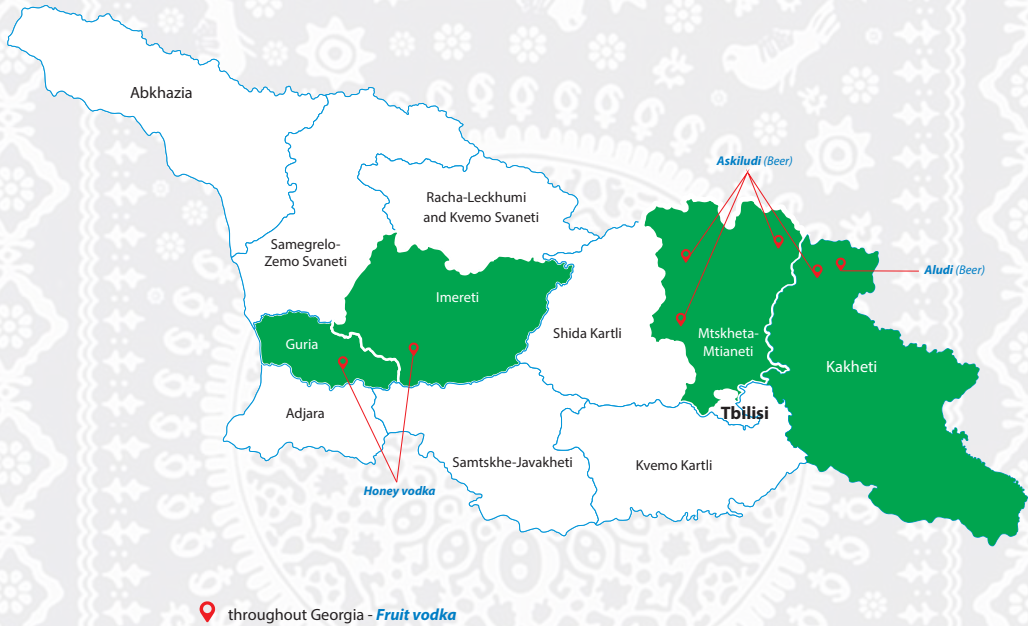 Abkhazia
Askiludi (Beer)
Racha-Leckhumi
and Kvemo Svaneti
Samegrelo-
Zemo Svaneti
Aludi (Beer)
Imereti
Shida Kartli
Mtskheta-
Mtianeti
Guria
Kakheti
Adjara
Tbilisi
Samtskhe-Javakheti
Kvemo Kartli
Honey vodka
throughout Georgia - Fruit vodka